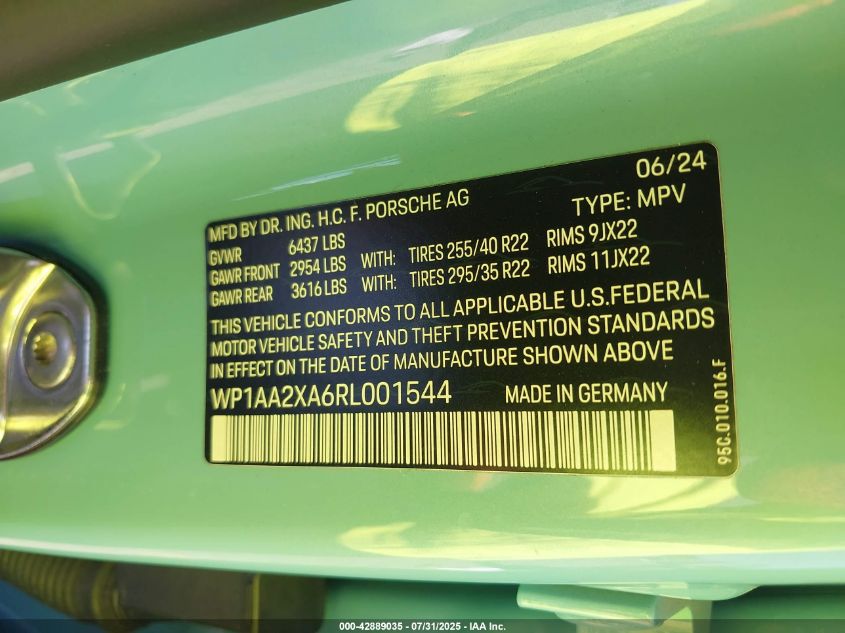 06/24
MFD BY DR. ING. H.C. F. PORSCHE AG TYPE: MPV
GVWR 6437 LBS
GAWR FRONT 2954 LBS WITH: TIRES 255/40 R22 RIMS 9JX22
GAWR REAR 3616 LBS WITH: TIRES 295/35 R22 RIMS 11JX22
THIS VEHICLE CONFORMS TO ALL APPLICABLE U.S.FEDERAL
MOTOR VEHICLE SAFETY AND THEFT PREVENTION STANDARDS
IN EFFECT ON THE DATE OF MANUFACTURE SHOWN ABOVE
WP1AA2XA6RL001544 MADE IN GERMANY
95C.010.016.F
000-42889035 - 07/31/2025 - IAA Inc.